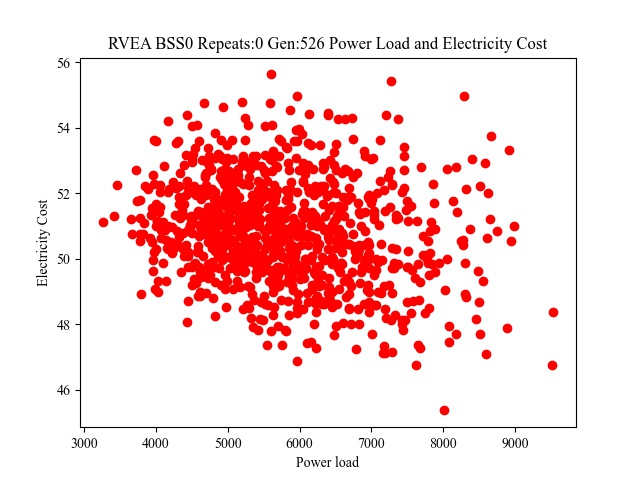 RVEA BSS0 Repeats:0 Gen:526 Power Load and Electricity Cost
56
54
52
50
48
46
Electricity Cost
3000 4000 5000 6000 7000 8000 9000
Power load